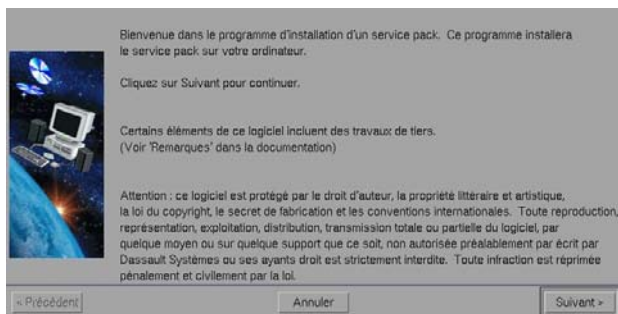 Bienvenue dans le programme d'installation d'un service pack.  Ce programme installera
le service pack sur votre ordinateur.
Cliquez sur Suivant pour continuer.
Certains éléments de ce logiciel incluent des travaux de tiers.
(Voir 'Remarques' dans la documentation)
Attention : ce logiciel est protégé par le droit d'auteur, la propriété littéraire et artistique,
la loi du copyright, le secret de fabrication et les conventions internationales.  Toute reproduction,
représentation, exploitation, distribution, transmission totale ou partielle du logiciel, par
quelque moyen ou sur quelque support que ce soit, non autorisée préalablement par écrit par
Dassault Systèmes ou ses ayants droit est strictement interdite.  Toute infraction est réprimée
pénalement et civilement par la loi.
< Précédent Annuler Suivant >